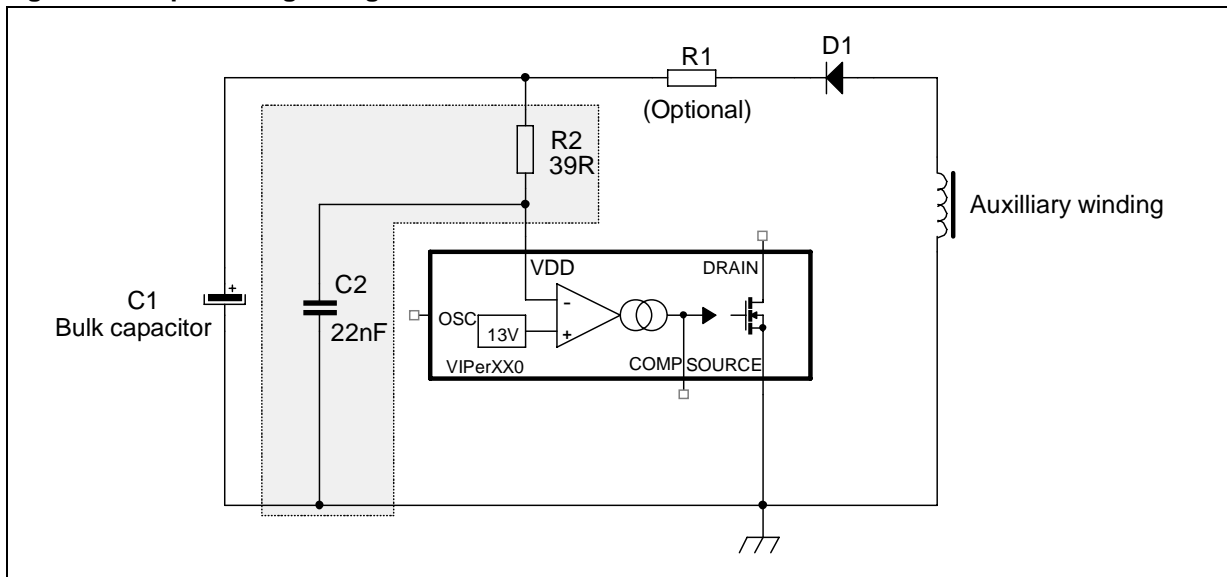 R1
D1
(Optional)
R2
39R
Auxilliary winding
VDD
DRAIN
C1
Bulk capacitor
C2
22nF
OSC
13V
-
+
+
VIPerXX0
COMP
SOURCE